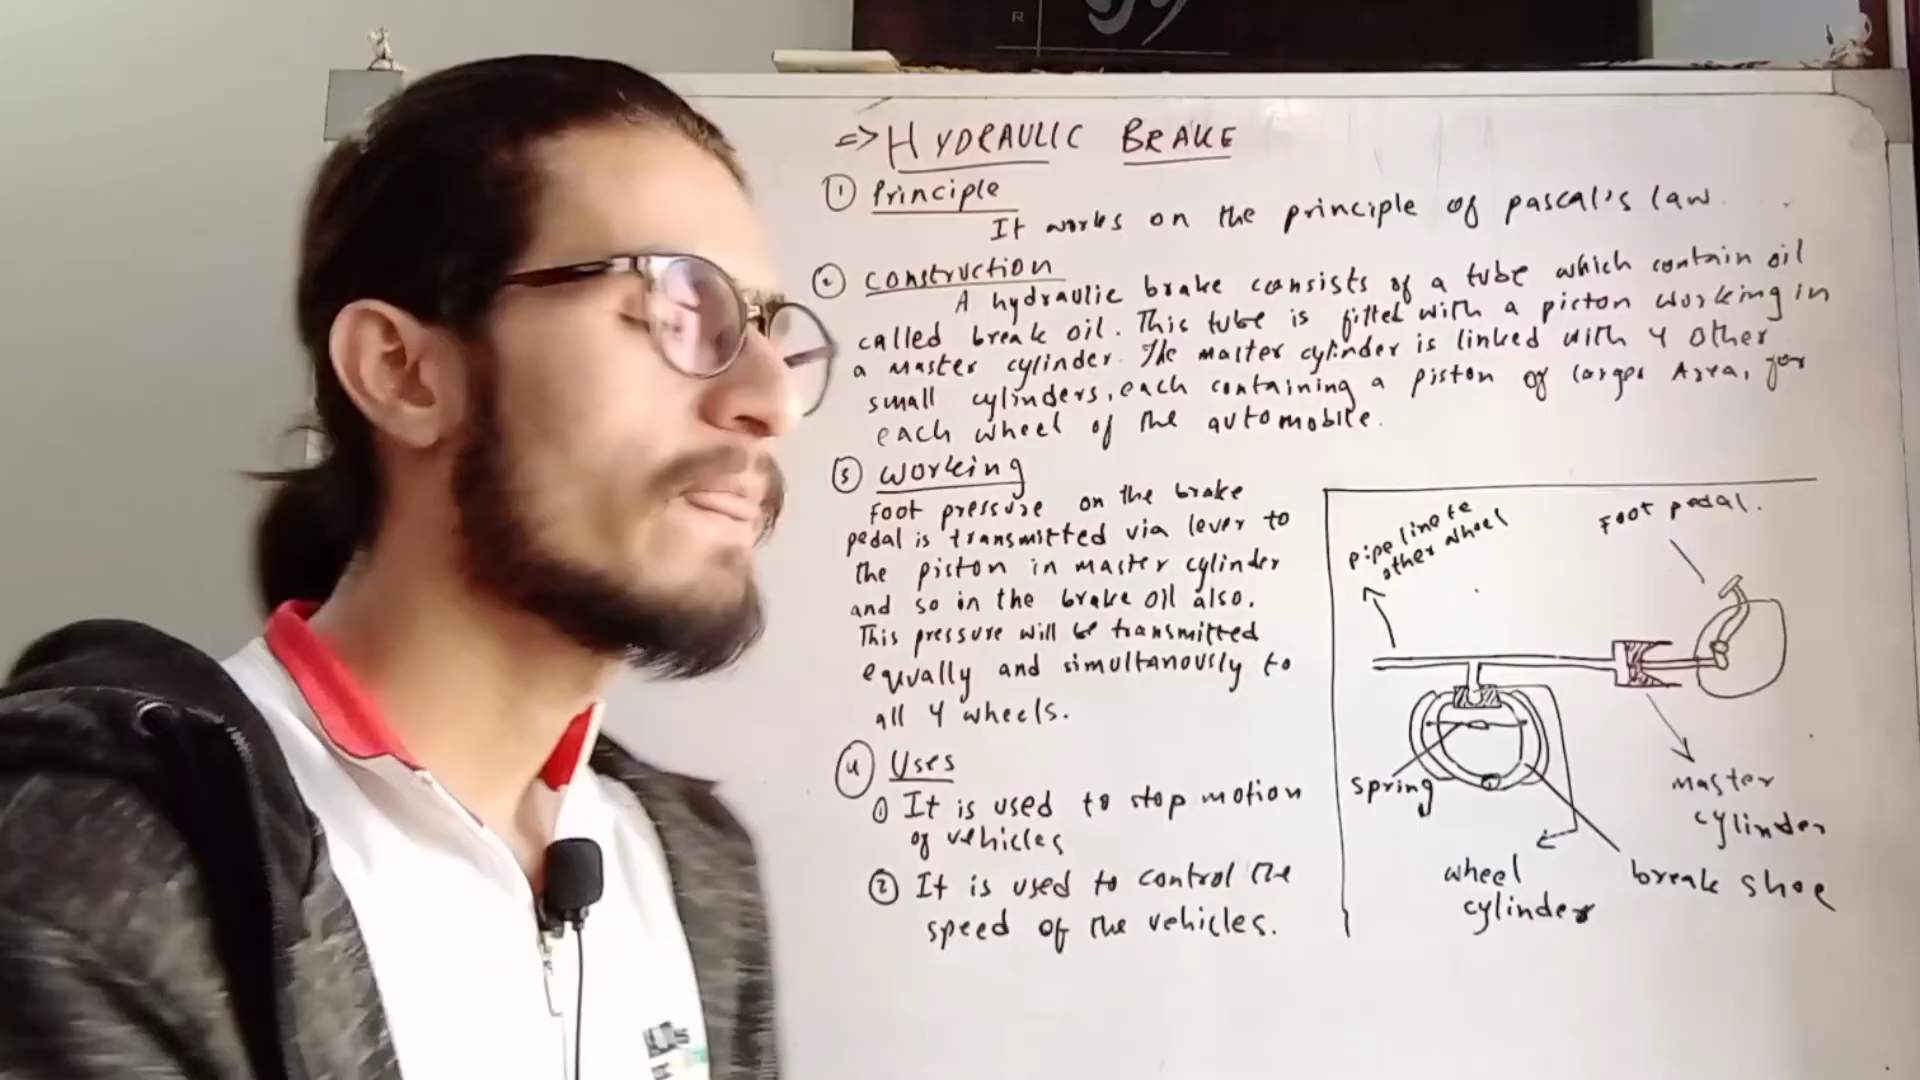 R
=> HYDRAULIC BRAKE
① Principle
It works on the principle of pascal's law.
② construction
A hydraulic brake consists of a tube which contain oil
called break oil. This tube is fitted with a picton working in
a master cylinder. The master cylinder is linked with 4 other
small cylinders, each containing a piston of larger Area, for
each wheel of the automobile.
③ working
Foot pressure on the brake
pedal is transmitted via lever to
the piston in master cylinder
and so in the brake oil also.
This pressure will be transmitted
equally and simultanously to
all 4 wheels.
④ Uses
① It is used to stop motion
of vehicles
② It is used to control the
speed of the vehicles.
pipeline to
other wheel
Foot pedal.
spring
master
cylinder
wheel
cylinder
break shoe